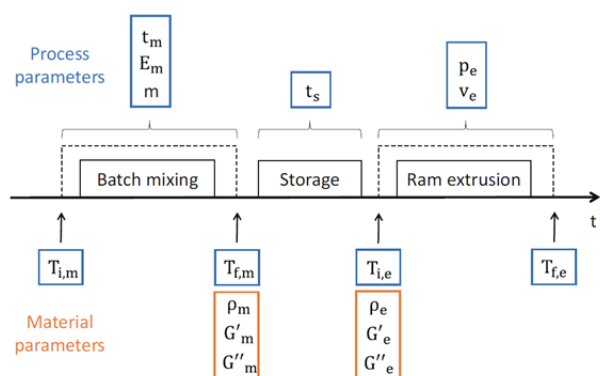 Process
parameters
t_m
E_m
m
t_s
p_e
v_e
Batch mixing
Storage
Ram extrusion
t
T_i,m
T_f,m
T_i,e
T_f,e
Material
parameters
ρ_m
G′_m
G″_m
ρ_e
G′_e
G″_e